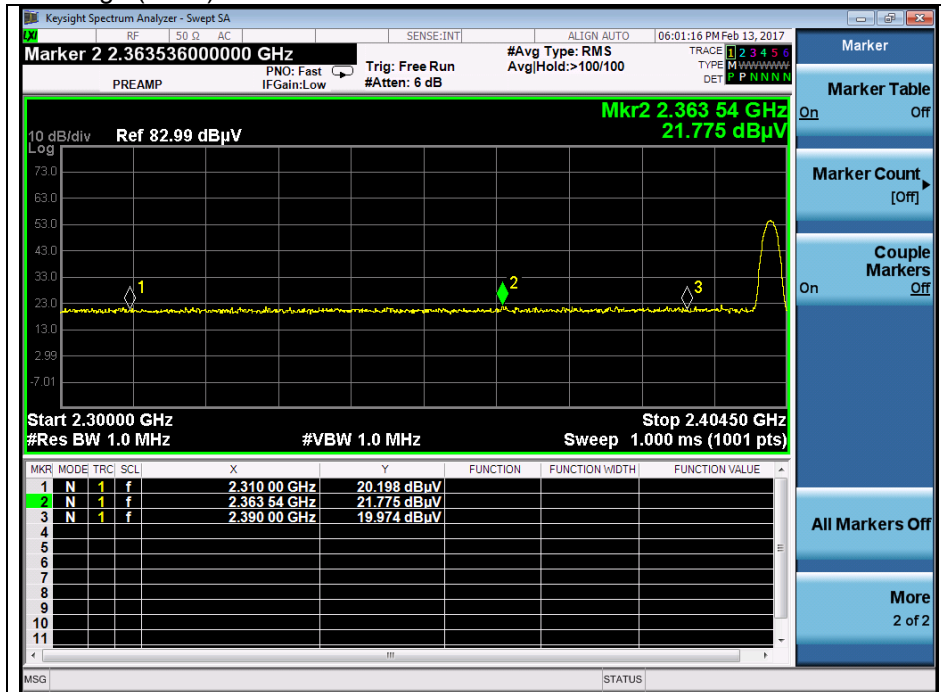 Keysight Spectrum Analyzer - Swept SA
LXI RF 50 Ω AC SENSE:INT ALIGN AUTO 06:01:16 PM Feb 13, 2017
Marker 2 2.363536000000 GHz
PREAMP
PNO: Fast
IFGain:Low
Trig: Free Run
#Atten: 6 dB
#Avg Type: RMS
Avg|Hold:>100/100
TRACE 1 2 3 4 5 6
TYPE M W W W W W
DET P P N N N N
Mkr2 2.363 54 GHz
21.775 dBµV
10 dB/div Ref 82.99 dBµV
Log
73.0
63.0
53.0
43.0
33.0
23.0
13.0
2.99
-7.01
1
2
3
Start 2.30000 GHz Stop 2.40450 GHz
#Res BW 1.0 MHz #VBW 1.0 MHz Sweep 1.000 ms (1001 pts)
MKR MODE TRC SCL X Y FUNCTION FUNCTION WIDTH FUNCTION VALUE
1 N 1 f 2.310 00 GHz 20.198 dBµV
2 N 1 f 2.363 54 GHz 21.775 dBµV
3 N 1 f 2.390 00 GHz 19.974 dBµV
4
5
6
7
8
9
10
11
MSG STATUS
Marker
Marker Table
On Off
Marker Count
[Off]
Couple
Markers
On Off
All Markers Off
More
2 of 2